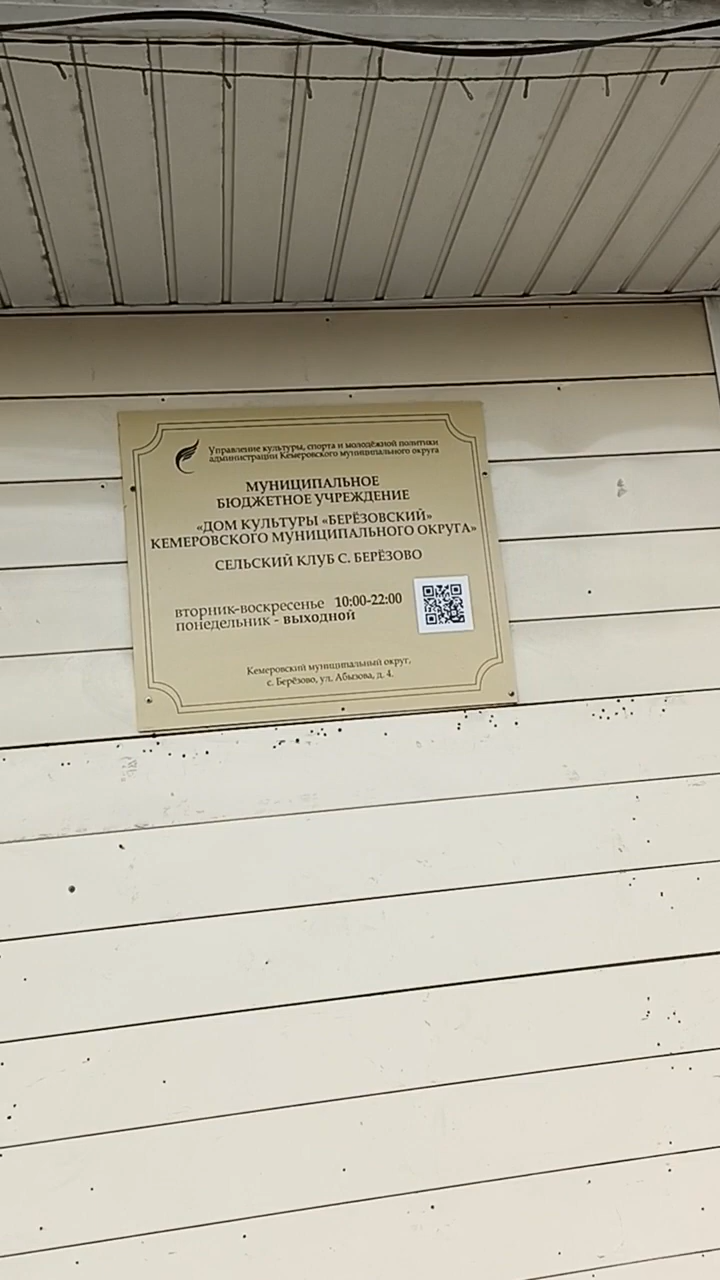 Управление культуры, спорта и молодёжной политики
администрации Кемеровского муниципального округа
МУНИЦИПАЛЬНОЕ
БЮДЖЕТНОЕ УЧРЕЖДЕНИЕ
«ДОМ КУЛЬТУРЫ «БЕРЁЗОВСКИЙ»
КЕМЕРОВСКОГО МУНИЦИПАЛЬНОГО ОКРУГА»
СЕЛЬСКИЙ КЛУБ С. БЕРЁЗОВО
вторник-воскресенье 10:00-22:00
понедельник - выходной
Кемеровский муниципальный округ,
с. Берёзово, ул. Абызова, д. 4.